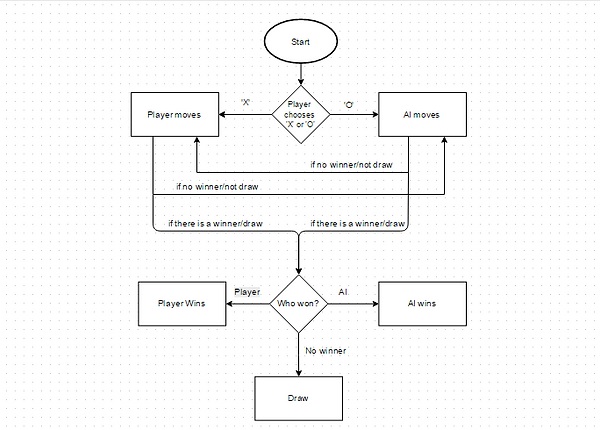 Start
'X'
Player
chooses
'X' or 'O'
'O'
Player moves
AI moves
if no winner/not draw
if no winner/not draw
if there is a winner/draw
if there is a winner/draw
Player
AI
Player Wins
Who won?
AI wins
No winner
Draw